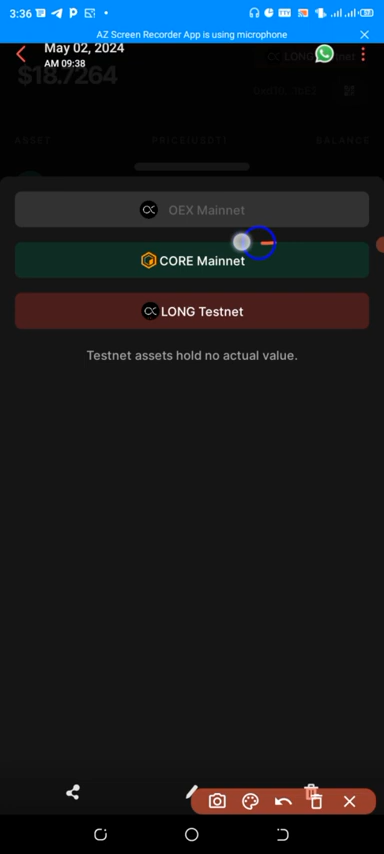 3:36
AZ Screen Recorder App is using microphone
May 02, 2024
AM 09:38
LONG
$18.7264
ASSET PRICE(USDT) BALANCE
OEX Mainnet
CORE Mainnet
LONG Testnet
Testnet assets hold no actual value.